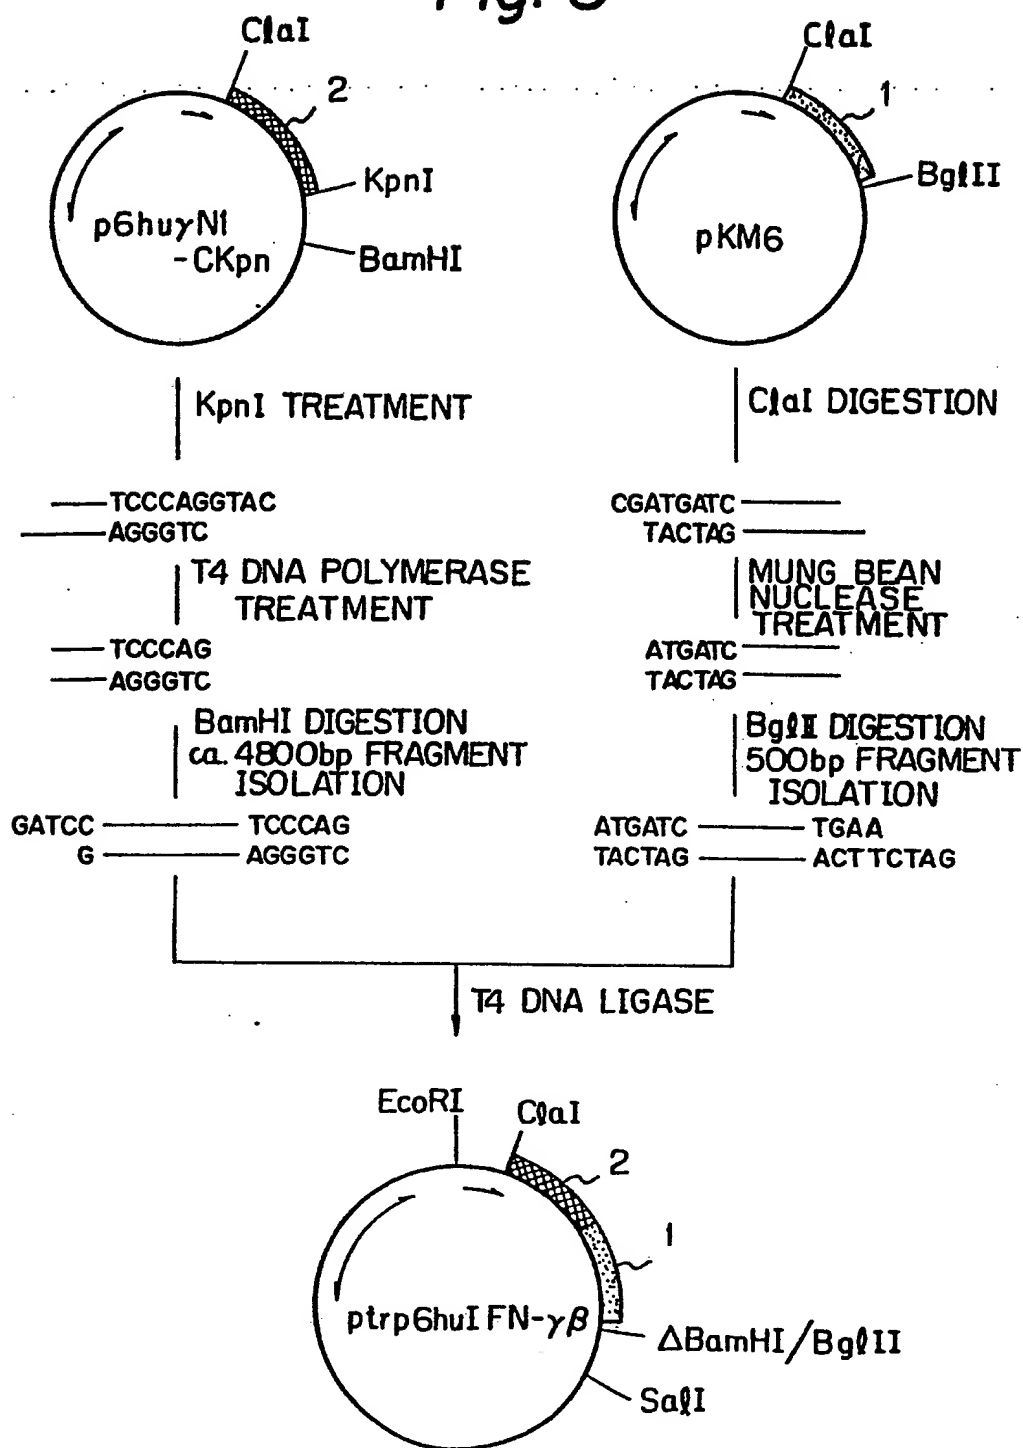 ClaI
2
KpnI
BamHI
p6huγN1
-CKpn
ClaI
1
BglII
pKM6
KpnI TREATMENT
TCCCAGGTAC
AGGGTC
T4 DNA POLYMERASE
TREATMENT
TCCCAG
AGGGTC
BamHI DIGESTION
ca. 4800bp FRAGMENT
ISOLATION
GATCC TCCCAG
G AGGGTC
ClaI DIGESTION
CGATGATC
TACTAG
MUNG BEAN
NUCLEASE
TREATMENT
ATGATC
TACTAG
BglII DIGESTION
500bp FRAGMENT
ISOLATION
ATGATC TGAA
TACTAG ACTTCTAG
T4 DNA LIGASE
EcoRI
ClaI
2
1
ptrp6huIFN-γβ
ΔBamHI/BglII
SalI